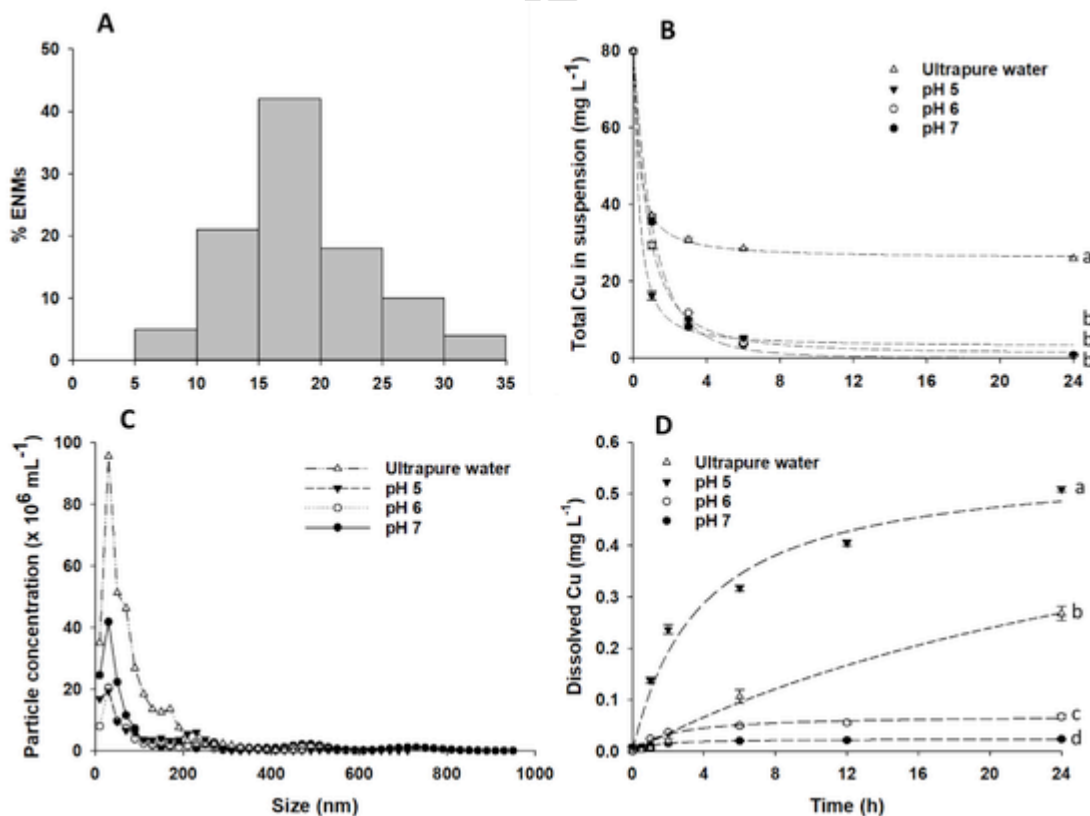 A
50
40
30
20
10
0
% ENMs
0 5 10 15 20 25 30 35
B
80
60
40
20
0
Total Cu in suspension (mg L-1)
Ultrapure water
pH 5
pH 6
pH 7
a
b
b
b
0 4 8 12 16 20 24
C
100
80
60
40
20
0
Particle concentration (x 10^6 mL-1)
Ultrapure water
pH 5
pH 6
pH 7
0 200 400 600 800 1000
Size (nm)
D
0.6
0.5
0.4
0.3
0.2
0.1
0.0
Dissolved Cu (mg L-1)
Ultrapure water
pH 5
pH 6
pH 7
a
b
c
d
0 4 8 12 16 20 24
Time (h)